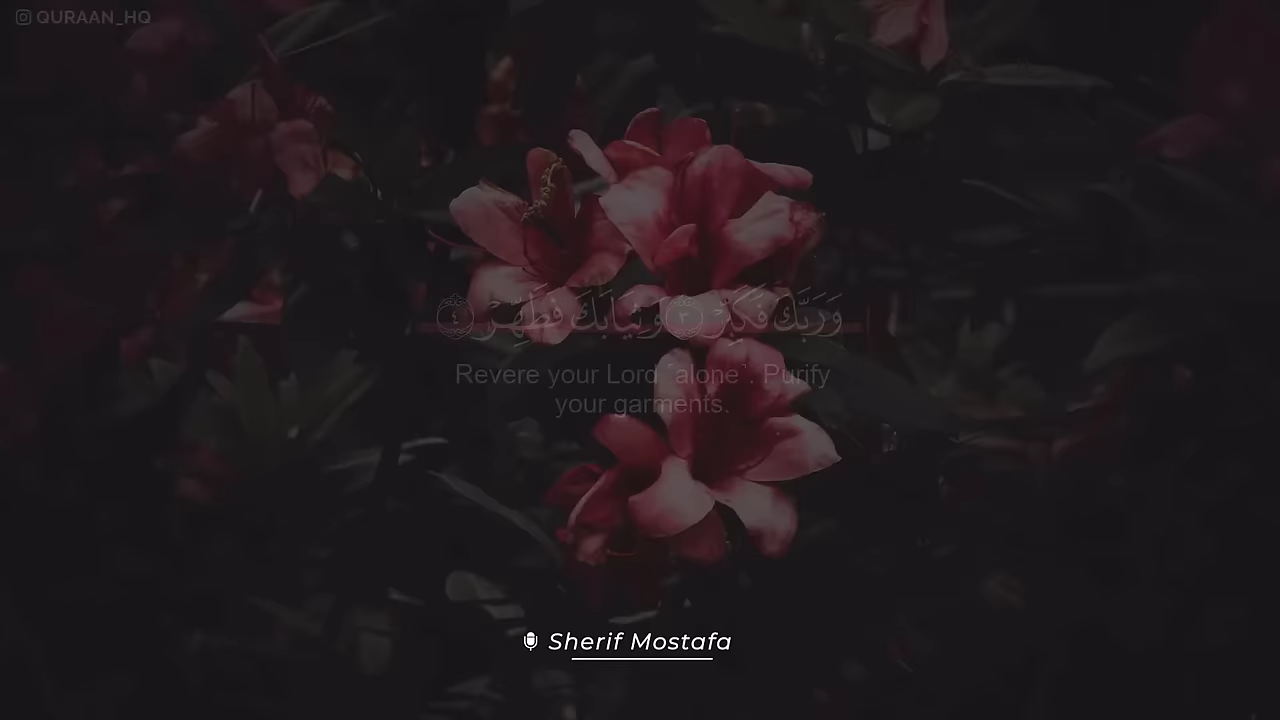 QURAAN_HQ
وَرَبَّكَ فَكَبِّرْ ٣ وَثِيَابَكَ فَطَهِّرْ ٤
Revere your Lord ˹alone˺. Purify
your garments.
Sherif Mostafa